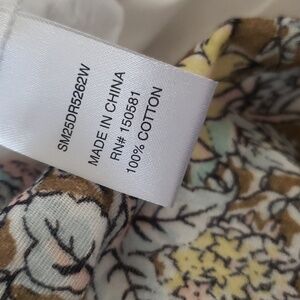 SM25DR5262W
MADE IN CHINA
RN# 150581
100% COTTON